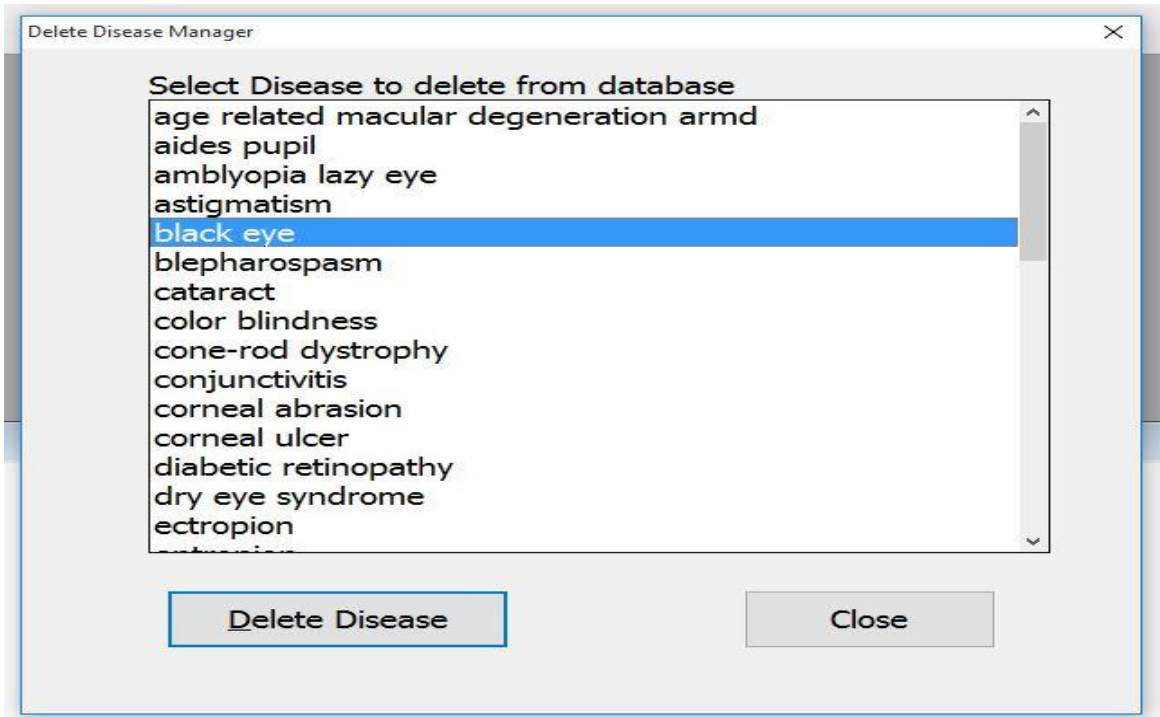 Delete Disease Manager
Select Disease to delete from database
age related macular degeneration armd
aides pupil
amblyopia lazy eye
astigmatism
black eye
blepharospasm
cataract
color blindness
cone-rod dystrophy
conjunctivitis
corneal abrasion
corneal ulcer
diabetic retinopathy
dry eye syndrome
ectropion
Delete Disease
Close